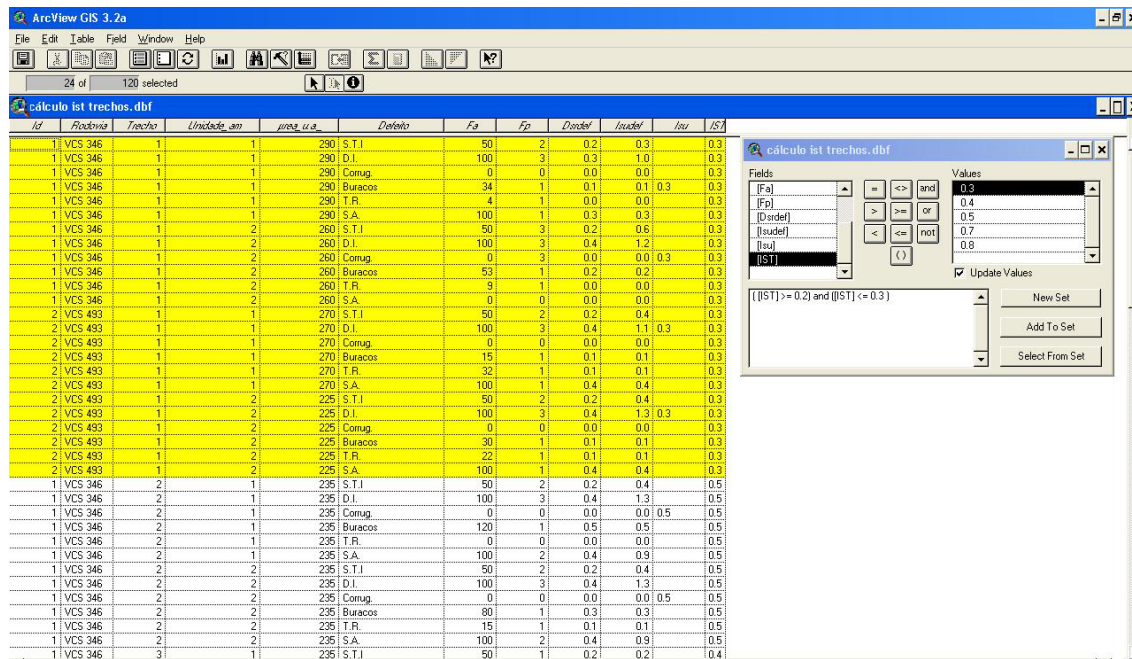 ArcView GIS 3.2a
File Edit Table Field Window Help
24 of 120 selected
cálculo ist trechos.dbf
Id Rodovia Trecho Unidade_am µrea_u.a_ Defeito Fa Fp Dsrdef Isudef Isu IST
1 VCS 346 1 1 290 S.T.I 50 2 0.2 0.3 0.3
1 VCS 346 1 1 290 D.I. 100 3 0.3 1.0 0.3
1 VCS 346 1 1 290 Corrug. 0 0 0.0 0.0 0.3
1 VCS 346 1 1 290 Buracos 34 1 0.1 0.1 0.3 0.3
1 VCS 346 1 1 290 T.R. 4 1 0.0 0.0 0.3
1 VCS 346 1 1 290 S.A. 100 1 0.3 0.3 0.3
1 VCS 346 1 2 260 S.T.I 50 3 0.2 0.6 0.3
1 VCS 346 1 2 260 D.I. 100 3 0.4 1.2 0.3
1 VCS 346 1 2 260 Corrug. 0 3 0.0 0.0 0.3 0.3
1 VCS 346 1 2 260 Buracos 53 1 0.2 0.2 0.3
1 VCS 346 1 2 260 T.R. 9 1 0.0 0.0 0.3
1 VCS 346 1 2 260 S.A. 0 0 0.0 0.0 0.3
2 VCS 493 1 1 270 S.T.I 50 2 0.2 0.4 0.3
2 VCS 493 1 1 270 D.I. 100 3 0.4 1.1 0.3 0.3
2 VCS 493 1 1 270 Corrug. 0 0 0.0 0.0 0.3
2 VCS 493 1 1 270 Buracos 15 1 0.1 0.1 0.3
2 VCS 493 1 1 270 T.R. 32 1 0.1 0.1 0.3
2 VCS 493 1 1 270 S.A. 100 1 0.4 0.4 0.3
2 VCS 493 1 2 225 S.T.I 50 2 0.2 0.4 0.3
2 VCS 493 1 2 225 D.I. 100 3 0.4 1.3 0.3 0.3
2 VCS 493 1 2 225 Corrug. 0 0 0.0 0.0 0.3
2 VCS 493 1 2 225 Buracos 30 1 0.1 0.1 0.3
2 VCS 493 1 2 225 T.R. 22 1 0.1 0.1 0.3
2 VCS 493 1 2 225 S.A. 100 1 0.4 0.4 0.3
1 VCS 346 2 1 235 S.T.I 50 2 0.2 0.4 0.5
1 VCS 346 2 1 235 D.I. 100 3 0.4 1.3 0.5
1 VCS 346 2 1 235 Corrug. 0 0 0.0 0.0 0.5 0.5
1 VCS 346 2 1 235 Buracos 120 1 0.5 0.5 0.5
1 VCS 346 2 1 235 T.R. 0 0 0.0 0.0 0.5
1 VCS 346 2 1 235 S.A. 100 2 0.4 0.9 0.5
1 VCS 346 2 2 235 S.T.I 50 2 0.2 0.4 0.5
1 VCS 346 2 2 235 D.I. 100 3 0.4 1.3 0.5
1 VCS 346 2 2 235 Corrug. 0 0 0.0 0.0 0.5 0.5
1 VCS 346 2 2 235 Buracos 80 1 0.3 0.3 0.5
1 VCS 346 2 2 235 T.R. 15 1 0.1 0.1 0.5
1 VCS 346 2 2 235 S.A. 100 2 0.4 0.9 0.5
1 VCS 346 3 1 235 S.T.I 50 1 0.2 0.2 0.4
cálculo ist trechos.dbf
Fields
[Fa]
[Fp]
[Dsrdef]
[Isudef]
[Isu]
[IST]
= <> and
> >= or
< <= not
( )
Values
0.3
0.4
0.5
0.7
0.8
Update Values
( [IST] >= 0.2) and ([IST] <= 0.3 )
New Set
Add To Set
Select From Set